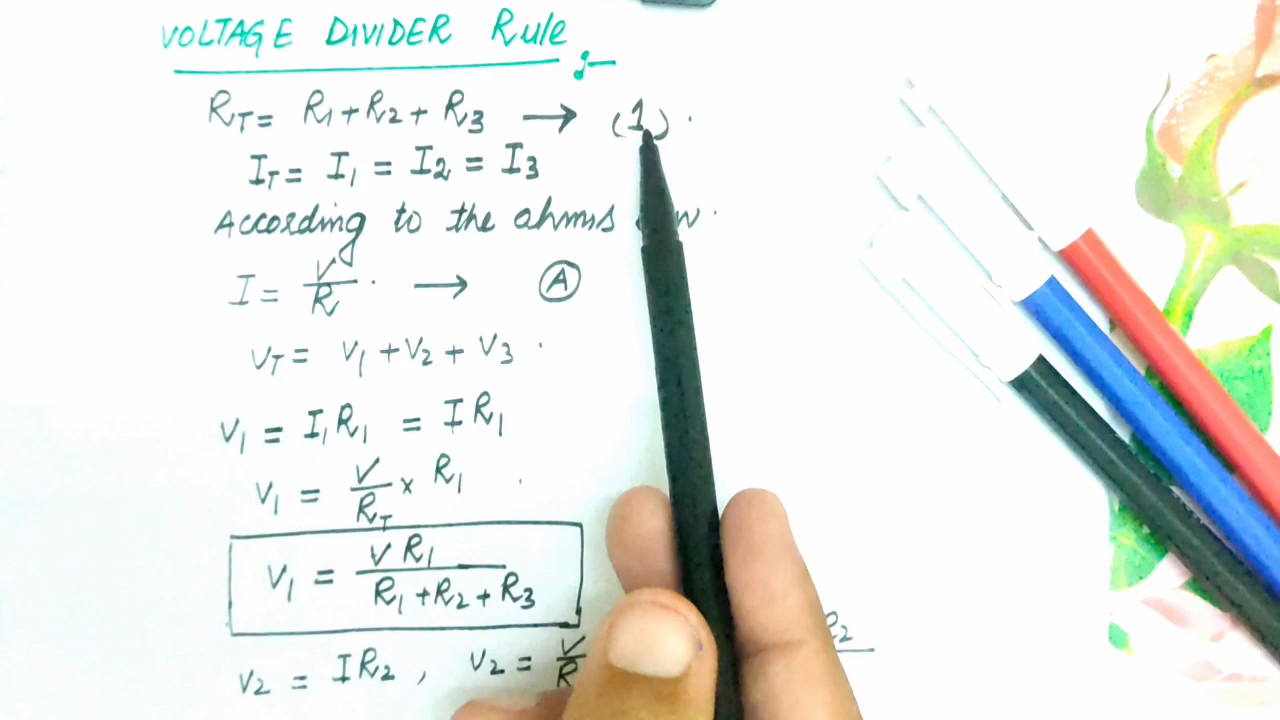 VOLTAGE DIVIDER Rule :-
RT = R1 + R2 + R3 → (1).
IT = I1 = I2 = I3
According to the ohms
I = V/R. → (A)
VT = V1 + V2 + V3.
V1 = I1R1 = IR1
V1 = V/RT × R1
V1 = VR1/R1 + R2 + R3
V2 = IR2, V2 = V/R
R2